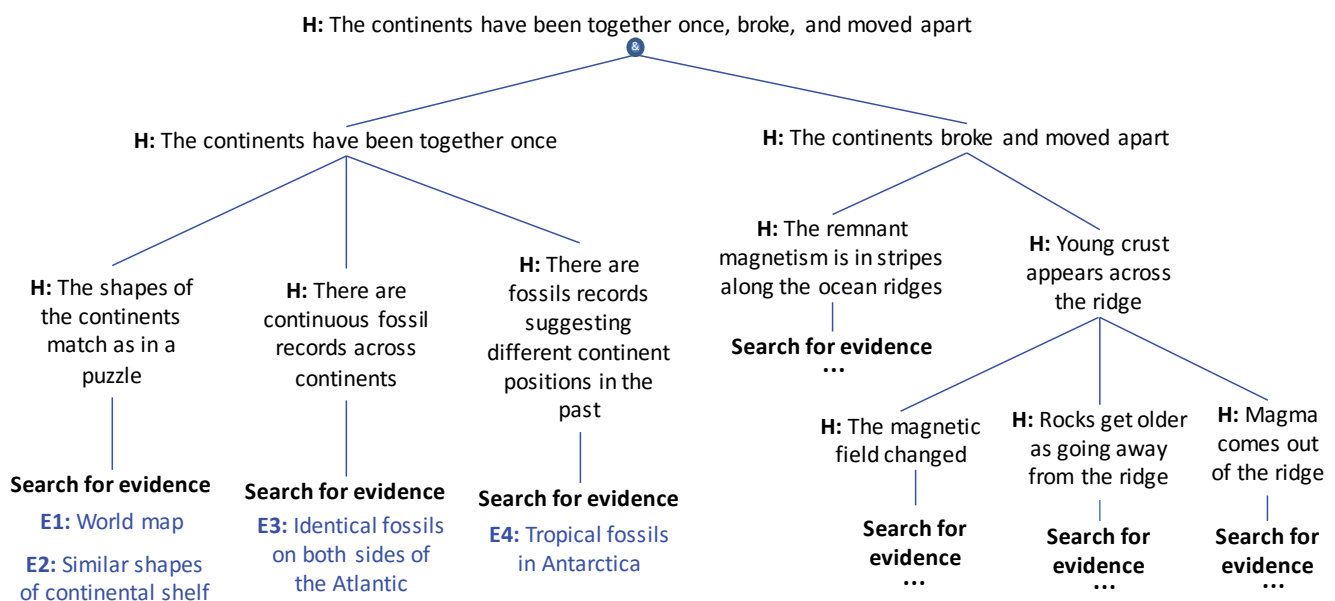 H: The continents have been together once, broke, and moved apart
&
H: The continents have been together once
H: The continents broke and moved apart
H: The shapes of
the continents
match as in a
puzzle
H: There are
continuous fossil
records across
continents
H: There are
fossils records
suggesting
different continent
positions in the
past
H: The remnant
magnetism is in stripes
along the ocean ridges
Search for evidence
...
H: Young crust
appears across
the ridge
H: The magnetic
field changed
H: Rocks get older
as going away
from the ridge
H: Magma
comes out
of the ridge
Search for evidence
E1: World map
E2: Similar shapes
of continental shelf
Search for evidence
E3: Identical fossils
on both sides of
the Atlantic
Search for evidence
E4: Tropical fossils
in Antarctica
Search for
evidence
...
Search for
evidence
...
Search for
evidence
...